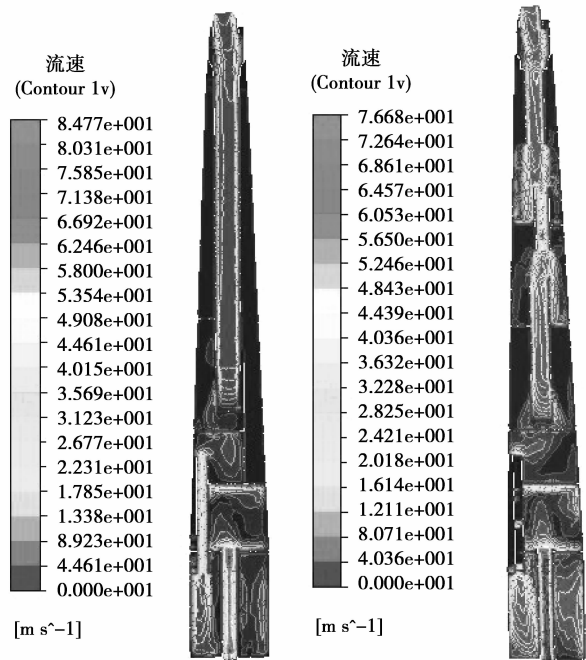 流速
(Contour 1v)
8.477e+001
8.031e+001
7.585e+001
7.138e+001
6.692e+001
6.246e+001
5.800e+001
5.354e+001
4.908e+001
4.461e+001
4.015e+001
3.569e+001
3.123e+001
2.677e+001
2.231e+001
1.785e+001
1.338e+001
8.923e+001
4.461e+001
0.000e+001
[m s^-1]
流速
(Contour 1v)
7.668e+001
7.264e+001
6.861e+001
6.457e+001
6.053e+001
5.650e+001
5.246e+001
4.843e+001
4.439e+001
4.036e+001
3.632e+001
3.228e+001
2.825e+001
2.421e+001
2.018e+001
1.614e+001
1.211e+001
8.071e+001
4.036e+001
0.000e+001
[m s^-1]